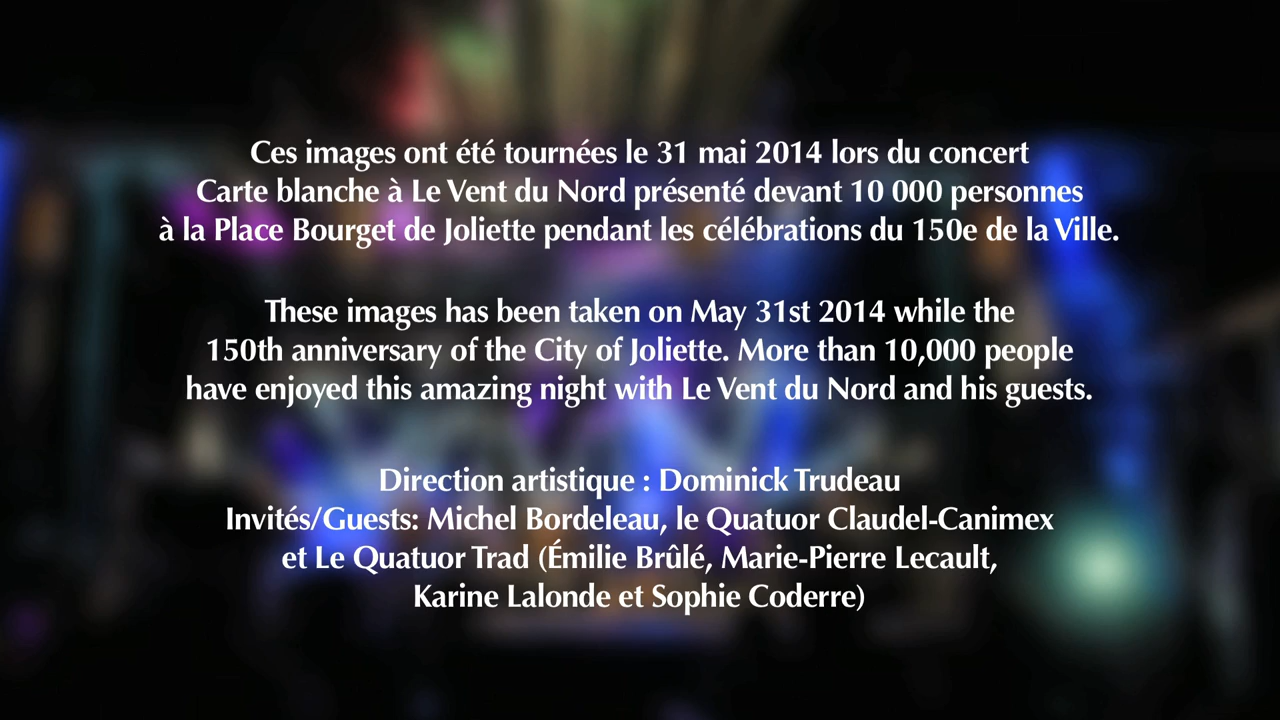 Ces images ont été tournées le 31 mai 2014 lors du concert
Carte blanche à Le Vent du Nord présenté devant 10 000 personnes
à la Place Bourget de Joliette pendant les célébrations du 150e de la Ville.
These images has been taken on May 31st 2014 while the
150th anniversary of the City of Joliette. More than 10,000 people
have enjoyed this amazing night with Le Vent du Nord and his guests.
Direction artistique : Dominick Trudeau
Invités/Guests: Michel Bordeleau, le Quatuor Claudel-Canimex
et Le Quatuor Trad (Émilie Brûlé, Marie-Pierre Lecault,
Karine Lalonde et Sophie Coderre)